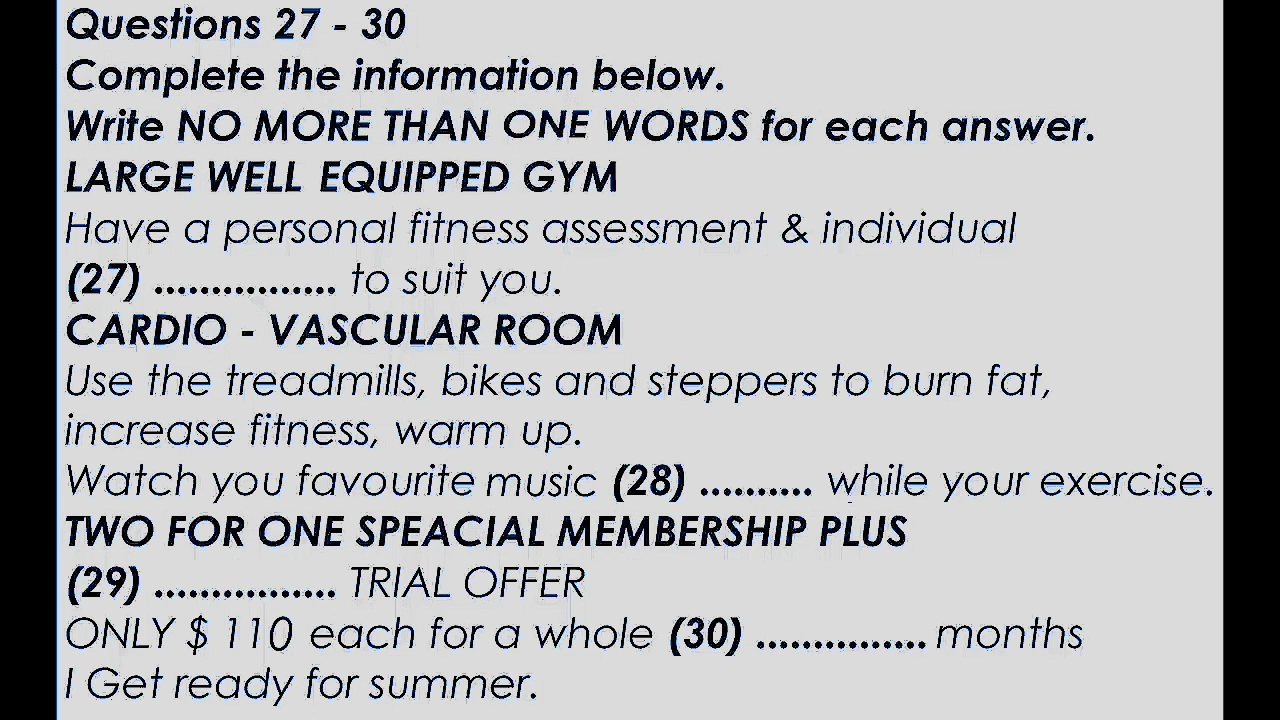 Questions 27 - 30
Complete the information below.
Write NO MORE THAN ONE WORDS for each answer.
LARGE WELL EQUIPPED GYM
Have a personal fitness assessment & individual
(27) ................ to suit you.
CARDIO - VASCULAR ROOM
Use the treadmills, bikes and steppers to burn fat,
increase fitness, warm up.
Watch you favourite music (28) .......... while your exercise.
TWO FOR ONE SPEACIAL MEMBERSHIP PLUS
(29) ................ TRIAL OFFER
ONLY $ 110 each for a whole (30) ............... months
I Get ready for summer.